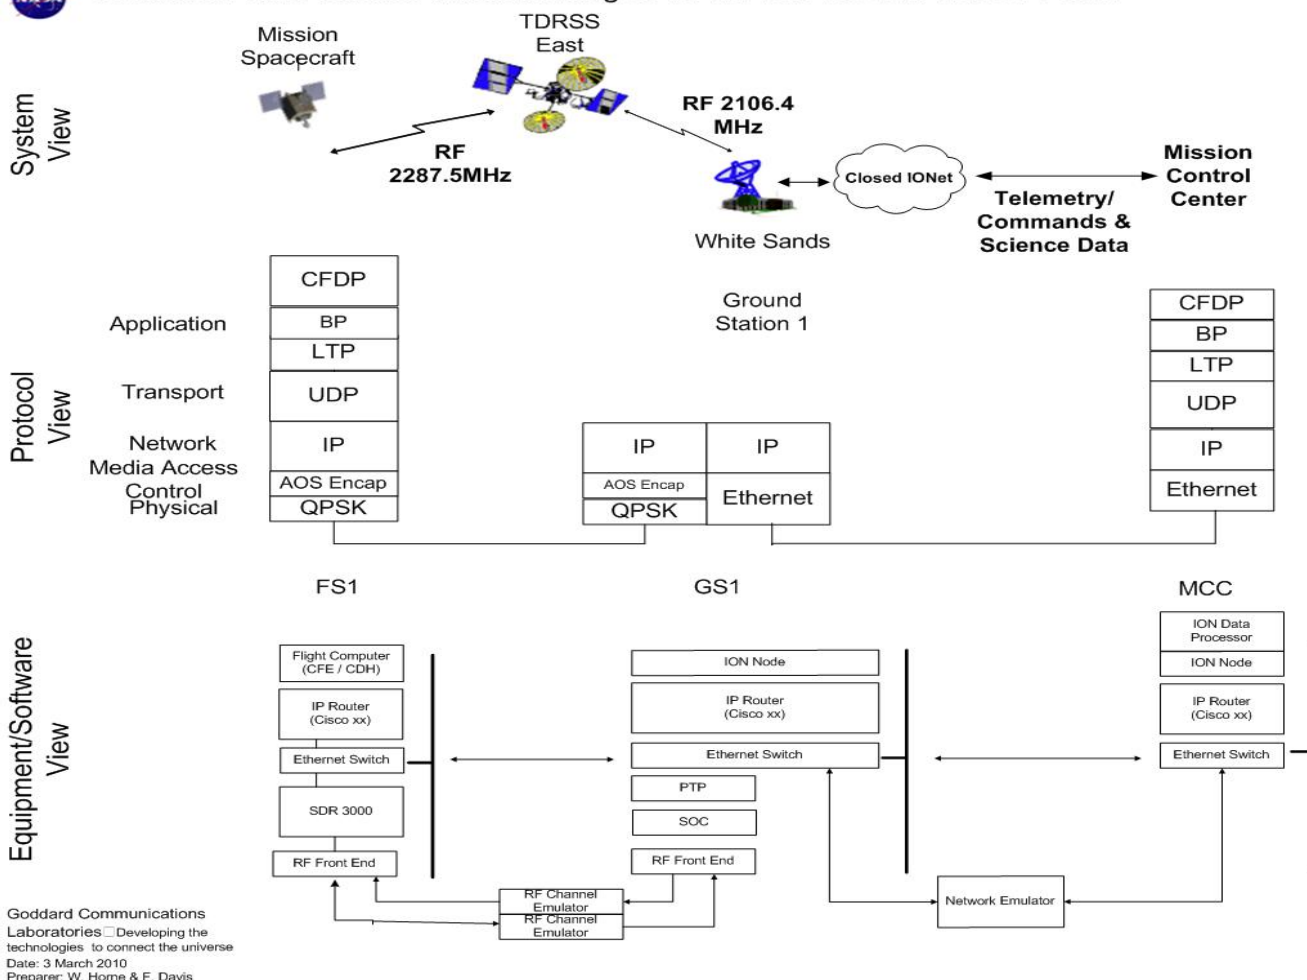 Mission
Spacecraft
TDRSS
East
System
View
RF
2287.5MHz
RF 2106.4
MHz
Closed IONet
Mission
Control
Center
Telemetry/
Commands &
Science Data
White Sands
Ground
Station 1
Protocol
View
Application
Transport
Network
Media Access
Control
Physical
CFDP
BP
LTP
UDP
IP
AOS Encap
QPSK
IP
AOS Encap
QPSK
IP
Ethernet
CFDP
BP
LTP
UDP
IP
Ethernet
Equipment/Software
View
FS1
Flight Computer
(CFE / CDH)
IP Router
(Cisco xx)
Ethernet Switch
SDR 3000
RF Front End
GS1
ION Node
IP Router
(Cisco xx)
Ethernet Switch
PTP
SOC
RF Front End
RF Channel
Emulator
RF Channel
Emulator
Network Emulator
MCC
ION Data
Processor
ION Node
IP Router
(Cisco xx)
Ethernet Switch
Goddard Communications
Laboratories□Developing the
technologies to connect the universe
Date: 3 March 2010
Preparer: W. Horne & F. Davis